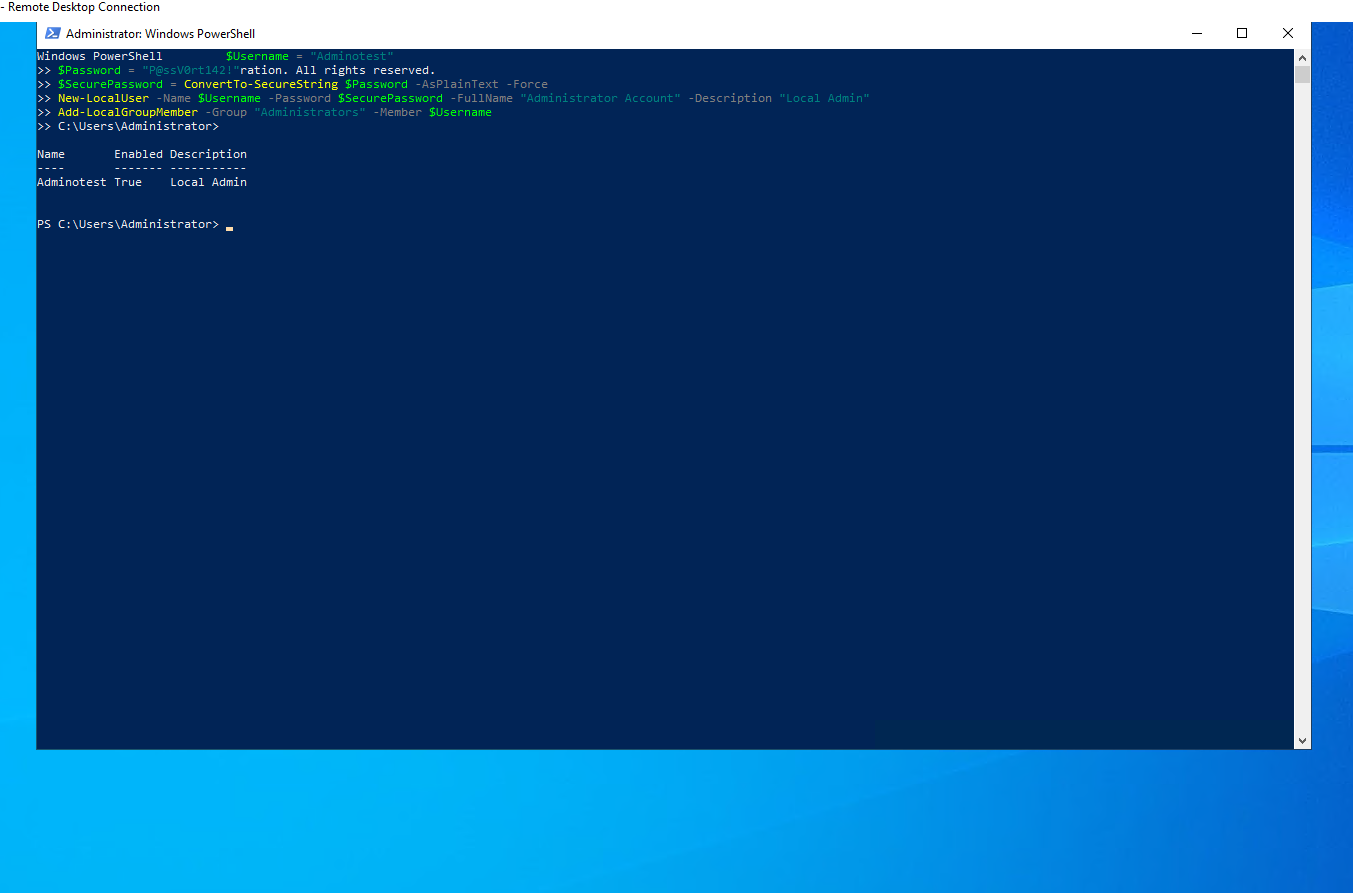 - Remote Desktop Connection
Administrator: Windows PowerShell
Windows PowerShell         $Username = "Adminotest"
>> $Password = "P@ssV0rt142!"ration. All rights reserved.
>> $SecurePassword = ConvertTo-SecureString $Password -AsPlainText -Force
>> New-LocalUser -Name $Username -Password $SecurePassword -FullName "Administrator Account" -Description "Local Admin"
>> Add-LocalGroupMember -Group "Administrators" -Member $Username
>> C:\Users\Administrator>
Name       Enabled Description
----       ------- -----------
Adminotest True    Local Admin
PS C:\Users\Administrator>